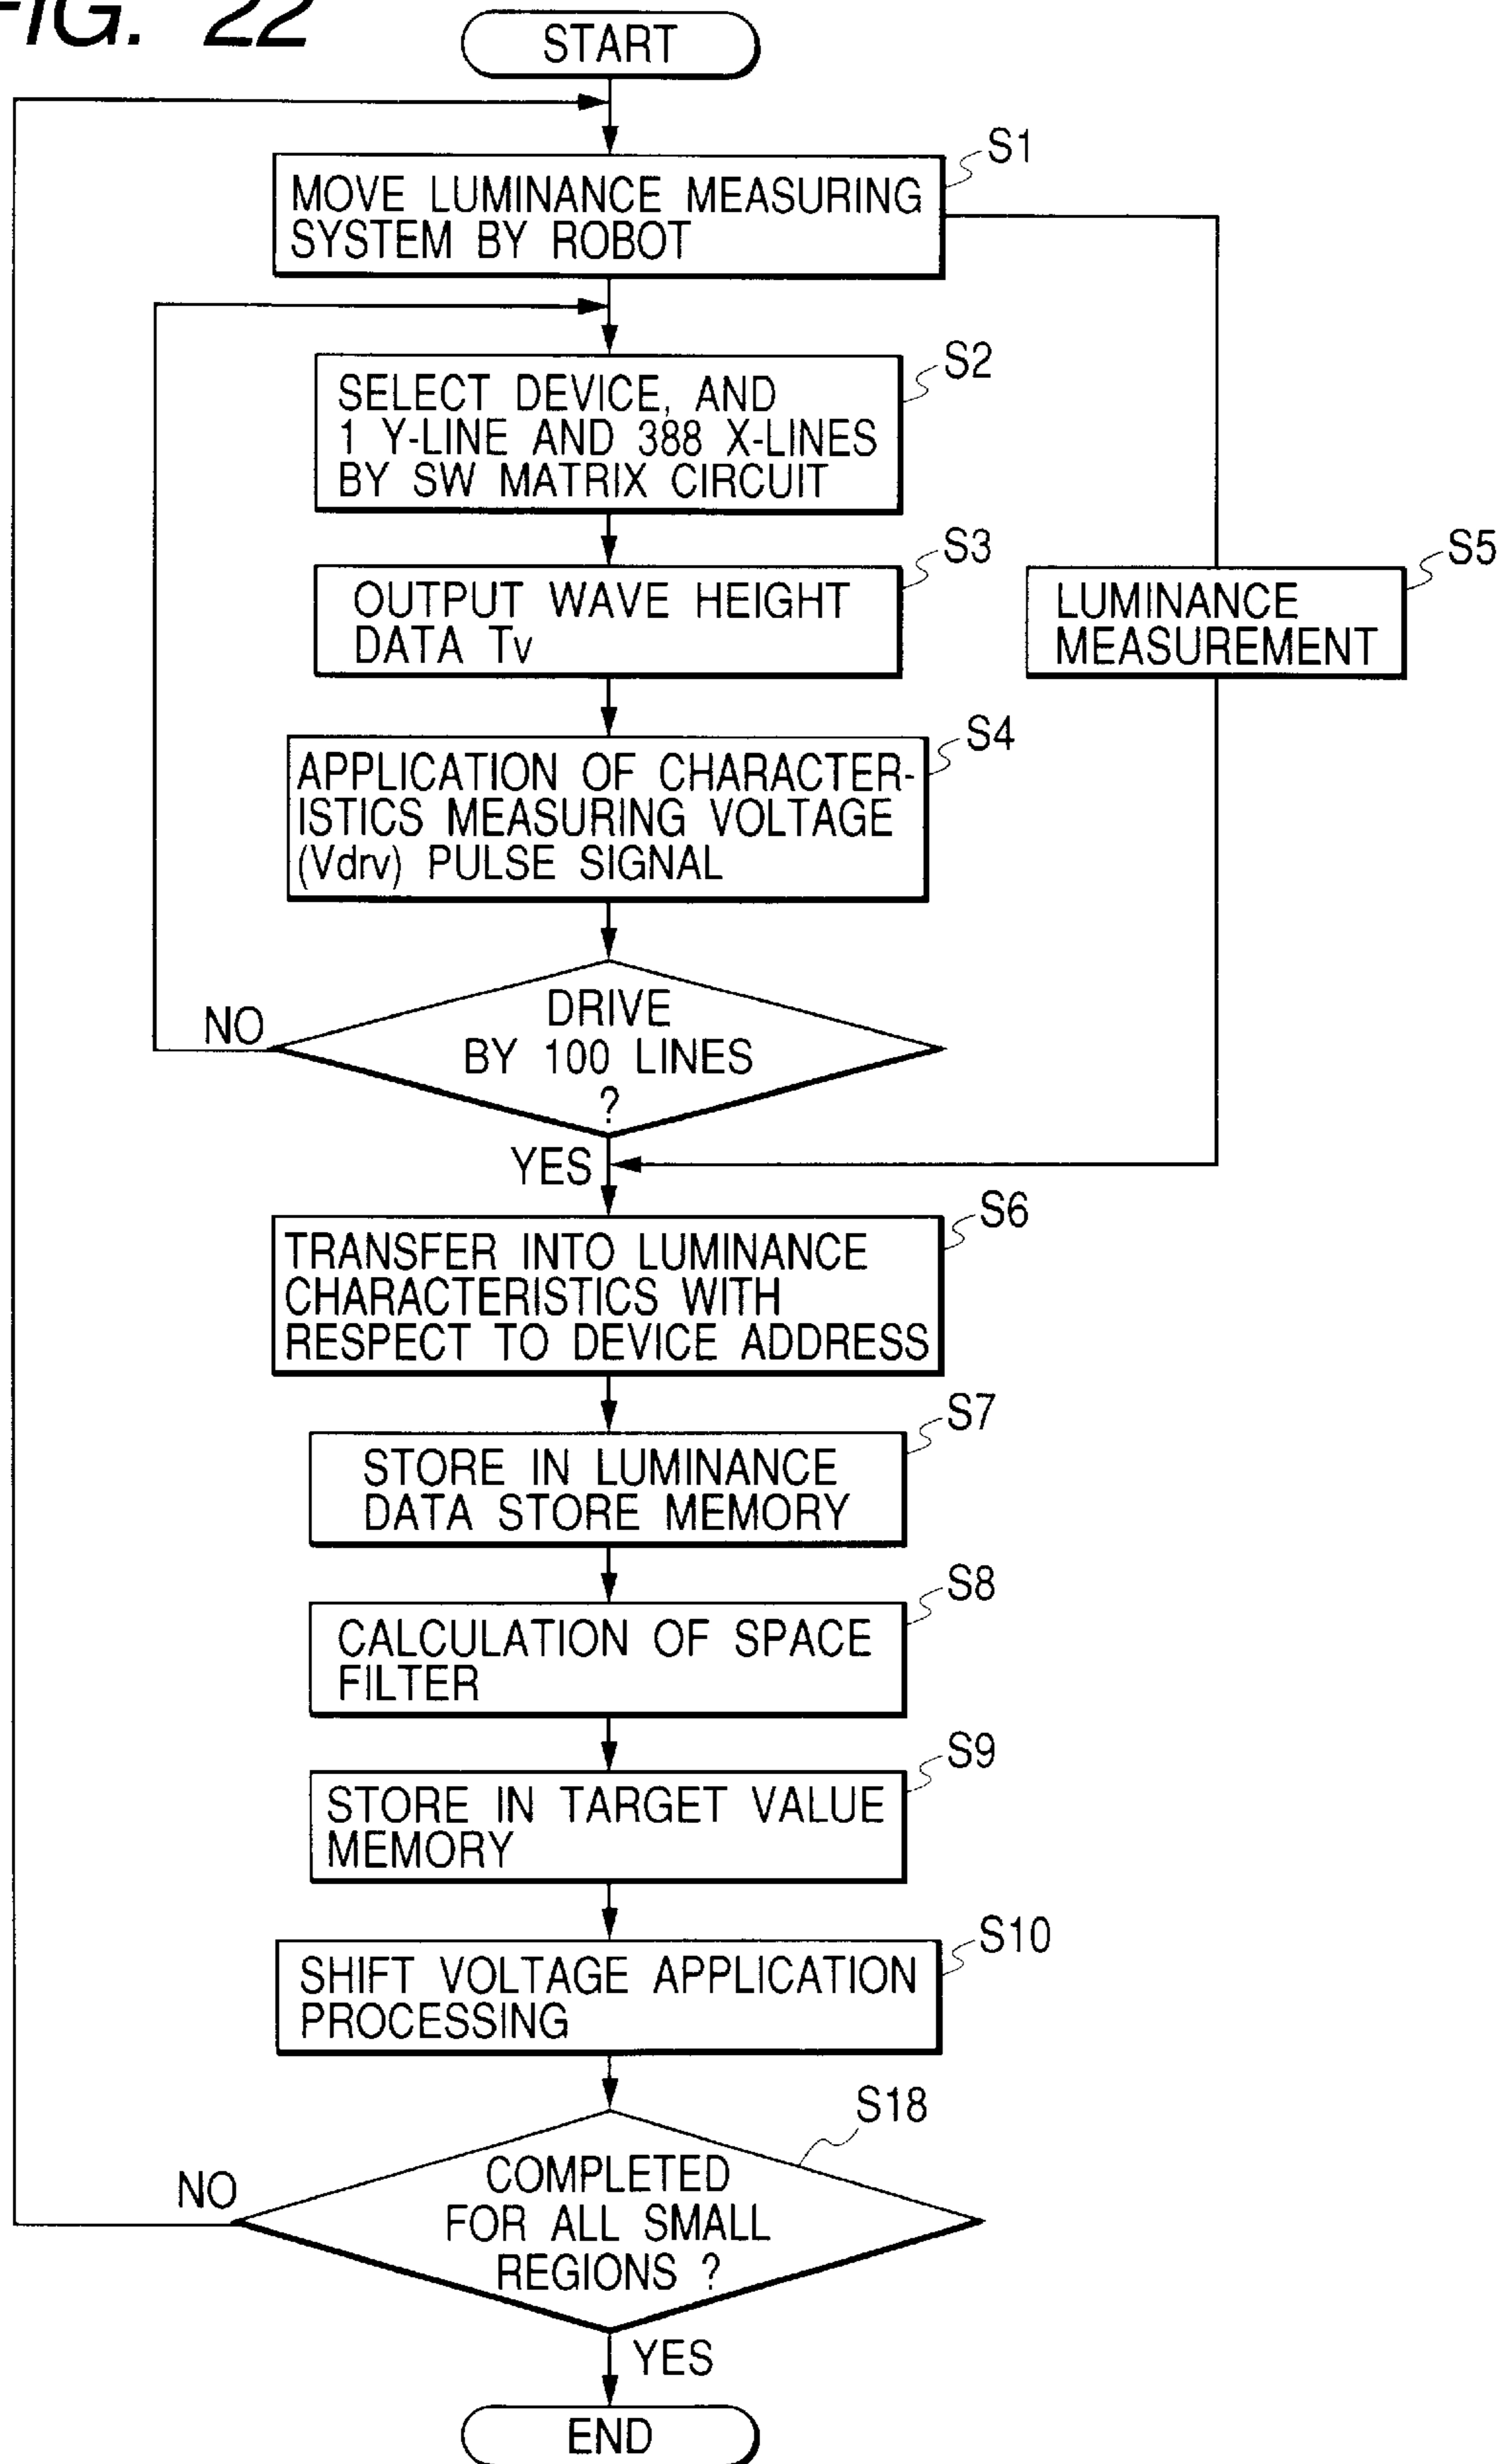 FIG. 22
START
S1
MOVE LUMINANCE MEASURING
SYSTEM BY ROBOT
S2
SELECT DEVICE, AND
1 Y-LINE AND 388 X-LINES
BY SW MATRIX CIRCUIT
S3
OUTPUT WAVE HEIGHT
DATA Tv
S5
LUMINANCE
MEASUREMENT
S4
APPLICATION OF CHARACTER-
ISTICS MEASURING VOLTAGE
(Vdrv) PULSE SIGNAL
DRIVE
BY 100 LINES
?
NO
YES
S6
TRANSFER INTO LUMINANCE
CHARACTERISTICS WITH
RESPECT TO DEVICE ADDRESS
S7
STORE IN LUMINANCE
DATA STORE MEMORY
S8
CALCULATION OF SPACE
FILTER
S9
STORE IN TARGET VALUE
MEMORY
S10
SHIFT VOLTAGE APPLICATION
PROCESSING
S18
COMPLETED
FOR ALL SMALL
REGIONS ?
NO
YES
END